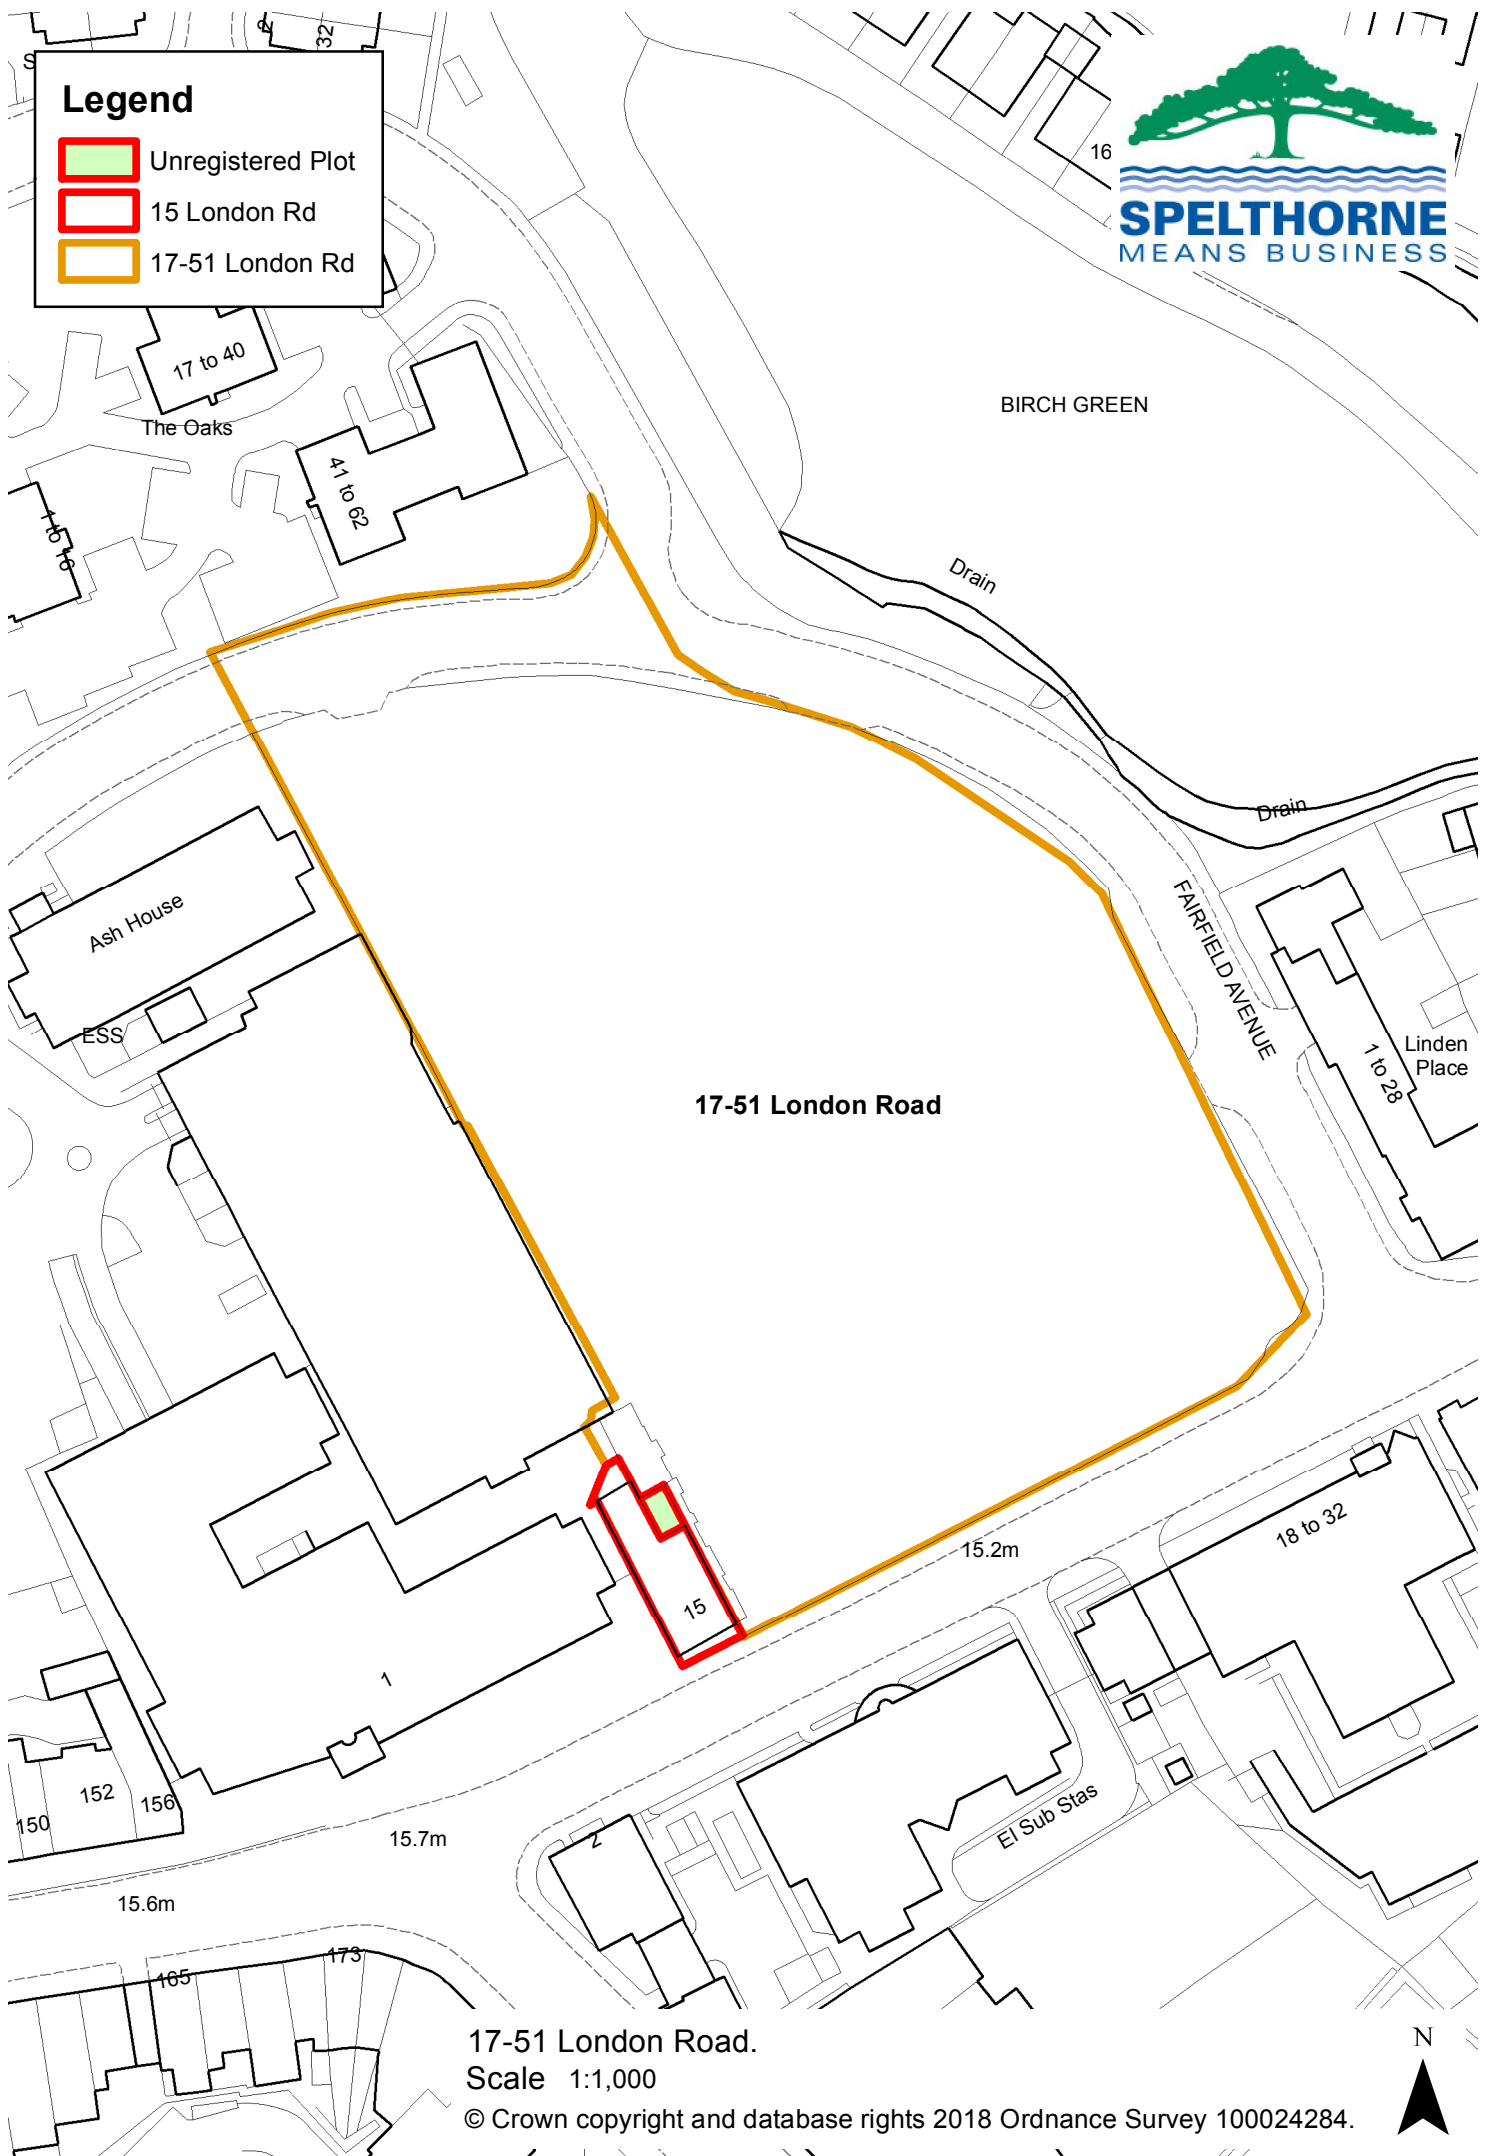 32
Legend
Unregistered Plot
15 London Rd
17-51 London Rd
16
SPELTHORNE
MEANS BUSINESS
17 to 40
The Oaks
41 to 62
1 to 16
BIRCH GREEN
Drain
Drain
Ash House
ESS
FAIRFIELD AVENUE
Linden
Place
1 to 28
17-51 London Road
15
15.2m
18 to 32
1
El Sub Stas
152
156
150
15.7m
2
15.6m
173
165
17-51 London Road.
Scale 1:1,000
© Crown copyright and database rights 2018 Ordnance Survey 100024284.
N